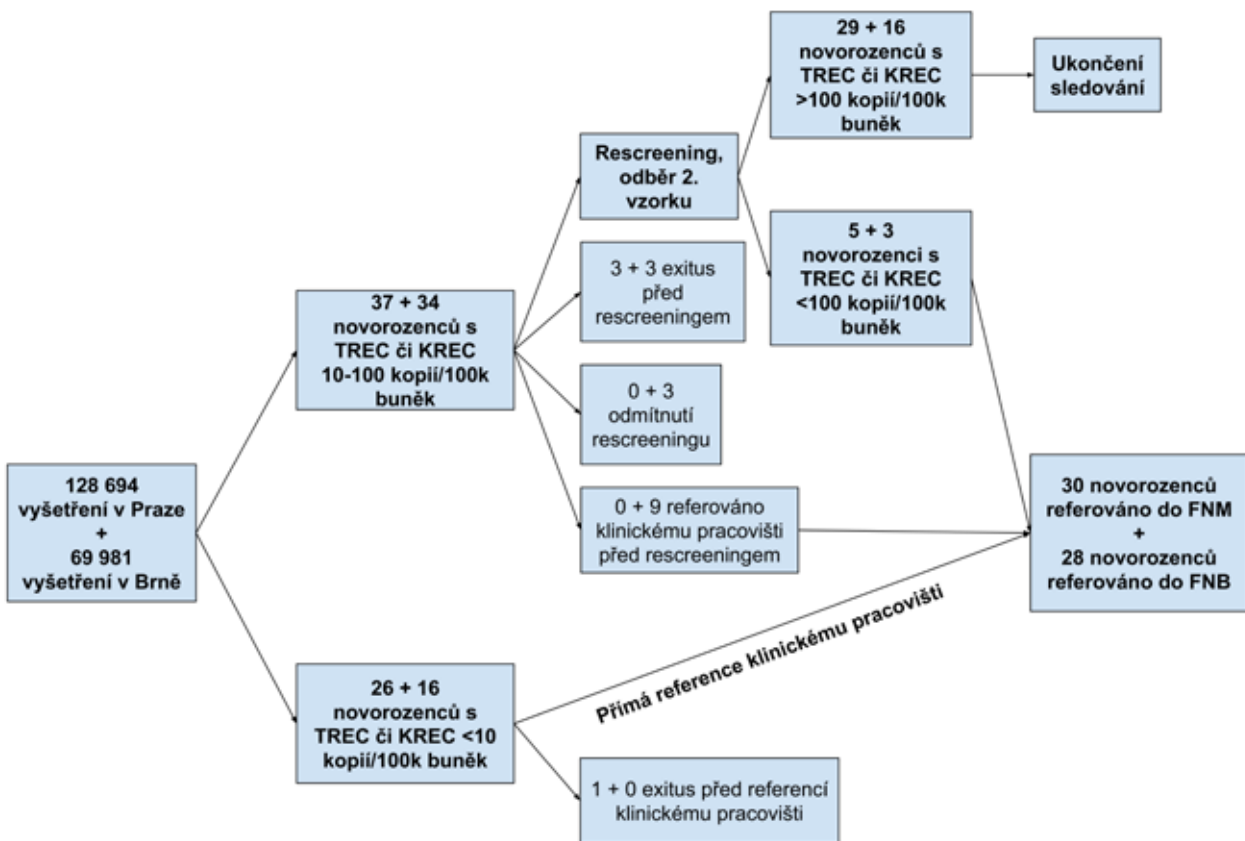 128 694
vyšetření v Praze
+
69 981
vyšetření v Brně
37 + 34
novorozenců s
TREC či KREC
10-100 kopií/100k
buněk
26 + 16
novorozenců s
TREC či KREC <10
kopií/100k buněk
Rescreening,
odběr 2.
vzorku
3 + 3 exitus
před
rescreeningem
0 + 3
odmítnutí
rescreeningu
0 + 9 referováno
klinickému pracovišti
před rescreeningem
1 + 0 exitus před referencí
klinickému pracovišti
29 + 16
novorozenců s
TREC či KREC
>100 kopií/100k
buněk
5 + 3
novorozenci s
TREC či KREC
<100 kopií/100k
buněk
Přímá reference klinickému pracovišti
Ukončení
sledování
30 novorozenců
referováno do FNM
+
28 novorozenců
referováno do FNB